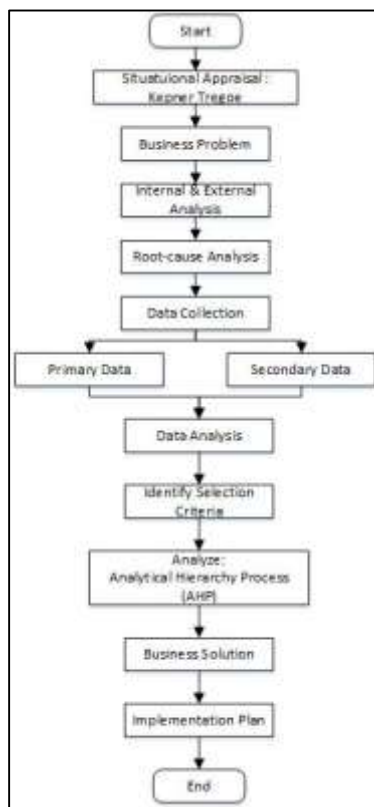 Start
Situatuional Appraisal :
Kepner Tregoe
Business Problem
Internal & External
Analysis
Root-cause Analysis
Data Collection
Primary Data
Secondary Data
Data Analysis
Identify Selection
Criteria
Analyze:
Analytical Hierarchy Process
(AHP)
Business Solution
Implementation Plan
End